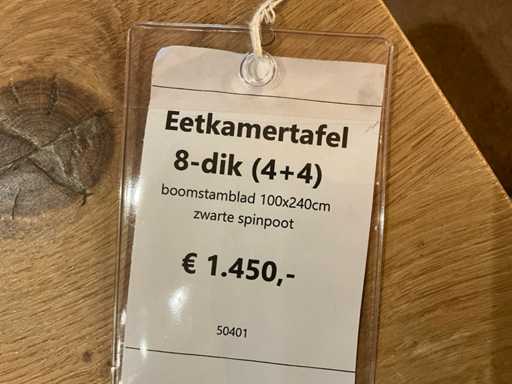 Eetkamertafel
8-dik (4+4)
boomstamblad 100x240cm
zwarte spinpoot
€ 1.450,-
50401